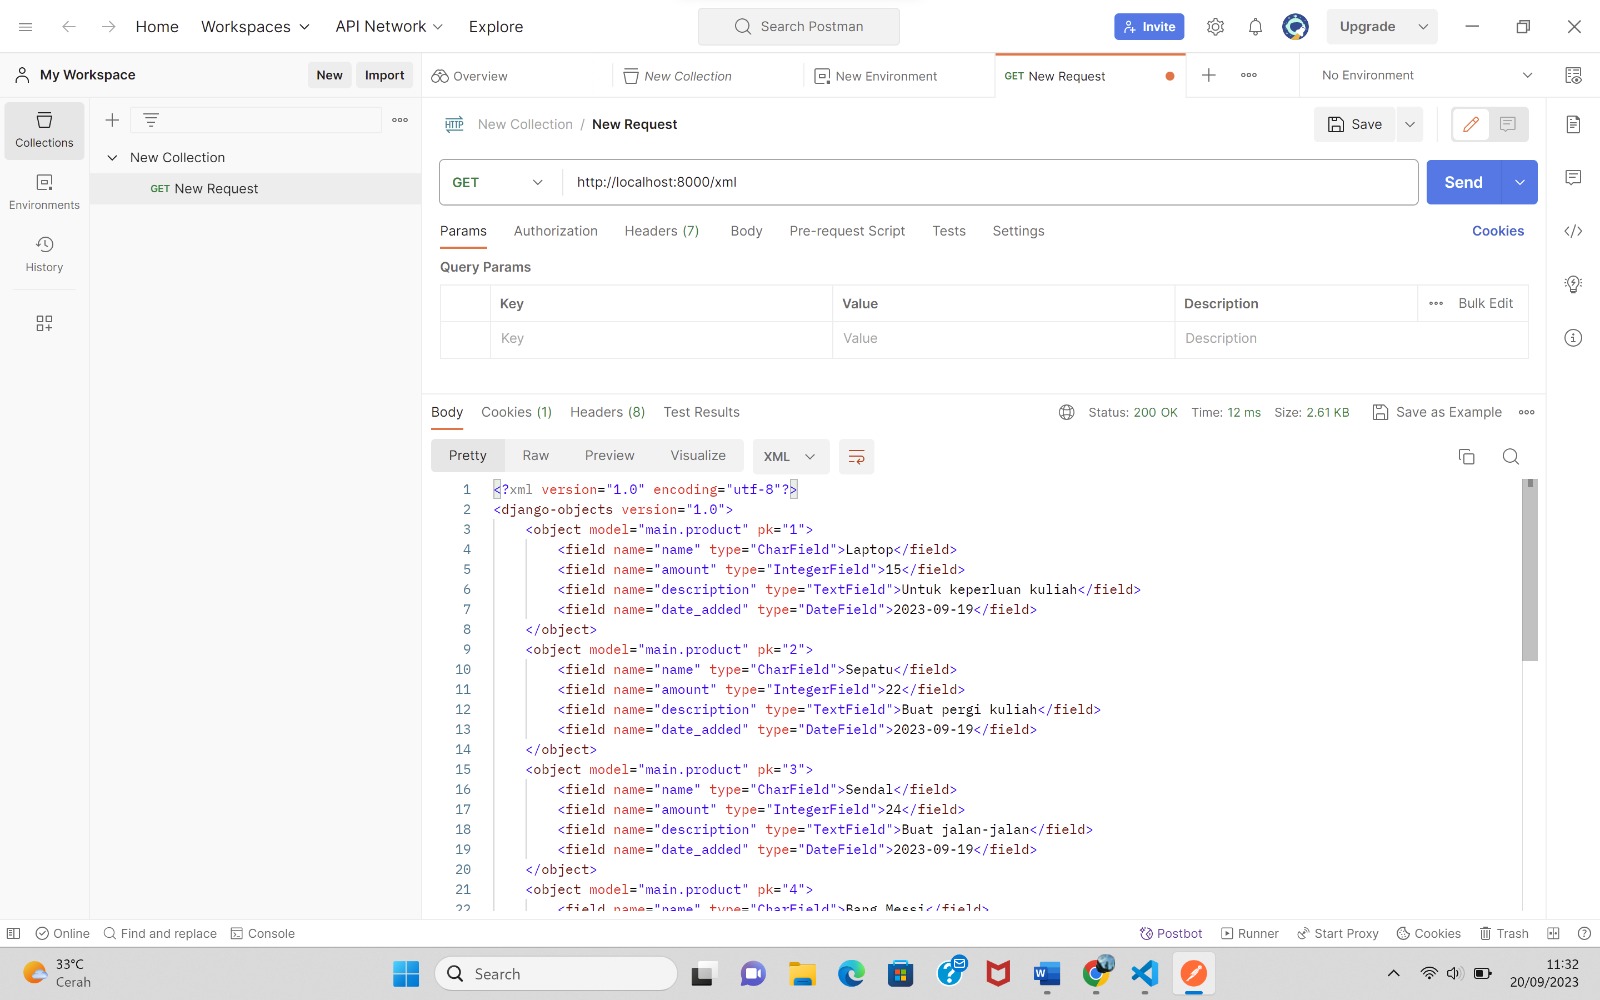 Home Workspaces API Network Explore Search Postman Invite Upgrade
My Workspace New Import Overview New Collection New Environment GET New Request No Environment
Collections
Environments
History
New Collection
GET New Request
HTTP New Collection / New Request Save
GET http://localhost:8000/xml Send
Params Authorization Headers (7) Body Pre-request Script Tests Settings Cookies
Query Params
Key Value Description Bulk Edit
Key Value Description
Body Cookies (1) Headers (8) Test Results Status: 200 OK Time: 12 ms Size: 2.61 KB Save as Example
Pretty Raw Preview Visualize XML
1 <?xml version="1.0" encoding="utf-8"?>
2 <django-objects version="1.0">
3 <object model="main.product" pk="1">
4 <field name="name" type="CharField">Laptop</field>
5 <field name="amount" type="IntegerField">15</field>
6 <field name="description" type="TextField">Untuk keperluan kuliah</field>
7 <field name="date_added" type="DateField">2023-09-19</field>
8 </object>
9 <object model="main.product" pk="2">
10 <field name="name" type="CharField">Sepatu</field>
11 <field name="amount" type="IntegerField">22</field>
12 <field name="description" type="TextField">Buat pergi kuliah</field>
13 <field name="date_added" type="DateField">2023-09-19</field>
14 </object>
15 <object model="main.product" pk="3">
16 <field name="name" type="CharField">Sendal</field>
17 <field name="amount" type="IntegerField">24</field>
18 <field name="description" type="TextField">Buat jalan-jalan</field>
19 <field name="date_added" type="DateField">2023-09-19</field>
20 </object>
21 <object model="main.product" pk="4">
22 <field name="name" type="CharField">Bang Messi</field>
Online Find and replace Console Postbot Runner Start Proxy Cookies Trash
33°C
Cerah
Search
11:32
20/09/2023